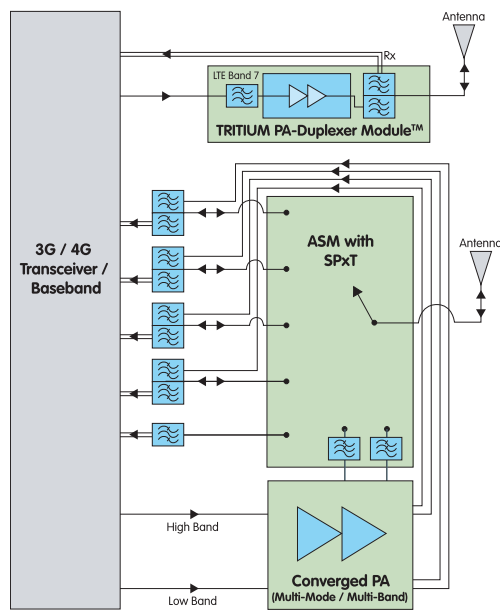 Antenna
Rx
LTE Band 7
TRITIUM PA-Duplexer Module™
3G / 4G
Transceiver /
Baseband
ASM with
SPxT
Antenna
High Band
Low Band
Converged PA
(Multi-Mode / Multi-Band)